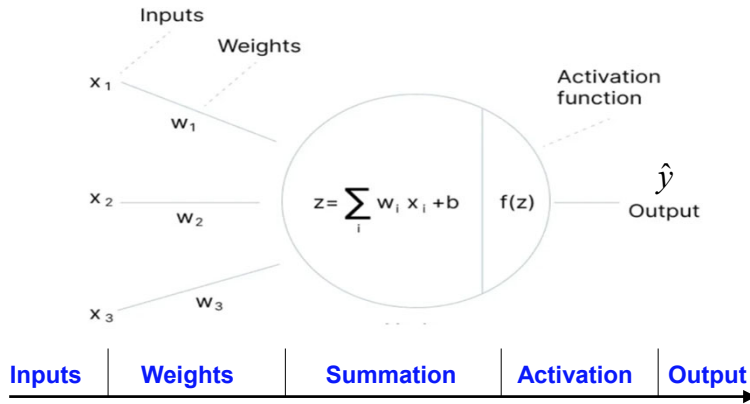 Inputs
Weights
Activation
function
x₁
w₁
x₂
w₂
z= ∑ᵢ wᵢ xᵢ +b
f(z)
ŷ
Output
x₃
w₃
Inputs Weights Summation Activation Output